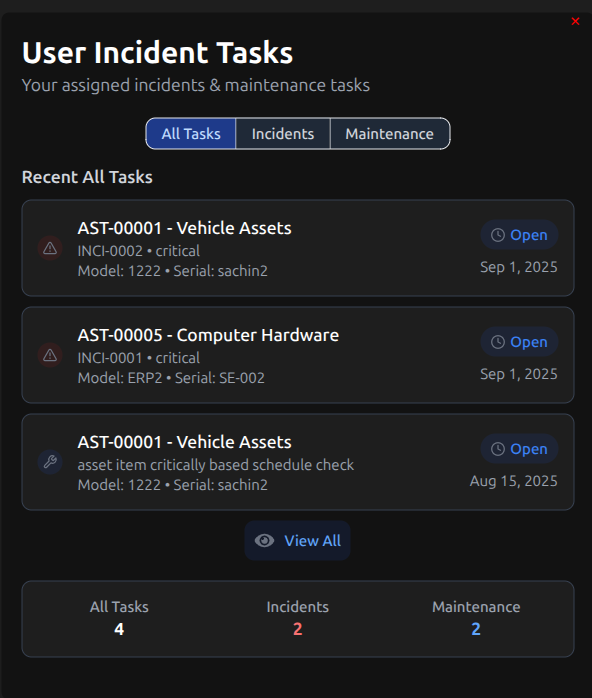 User Incident Tasks
Your assigned incidents & maintenance tasks
All Tasks Incidents Maintenance
Recent All Tasks
AST-00001 - Vehicle Assets
INCI-0002 • critical
Model: 1222 • Serial: sachin2
Open
Sep 1, 2025
AST-00005 - Computer Hardware
INCI-0001 • critical
Model: ERP2 • Serial: SE-002
Open
Sep 1, 2025
AST-00001 - Vehicle Assets
asset item critically based schedule check
Model: 1222 • Serial: sachin2
Open
Aug 15, 2025
View All
All Tasks Incidents Maintenance
4 2 2